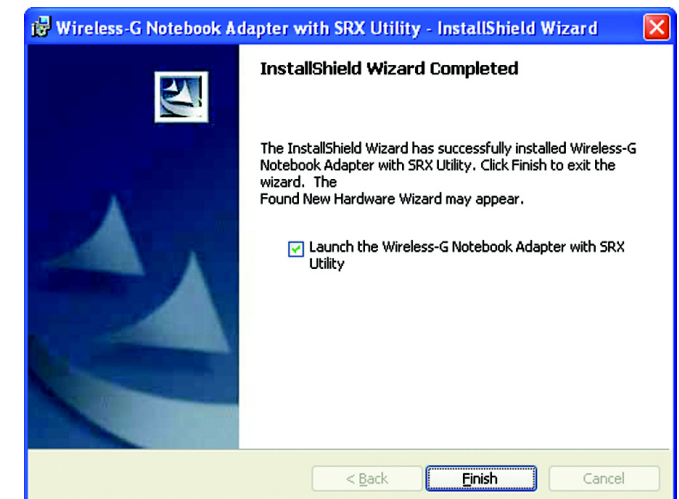 Wireless-G Notebook Adapter with SRX Utility - InstallShield Wizard
InstallShield Wizard Completed
The InstallShield Wizard has successfully installed Wireless-G
Notebook Adapter with SRX Utility. Click Finish to exit the
wizard. The
Found New Hardware Wizard may appear.
Launch the Wireless-G Notebook Adapter with SRX
Utility
< Back
Finish
Cancel